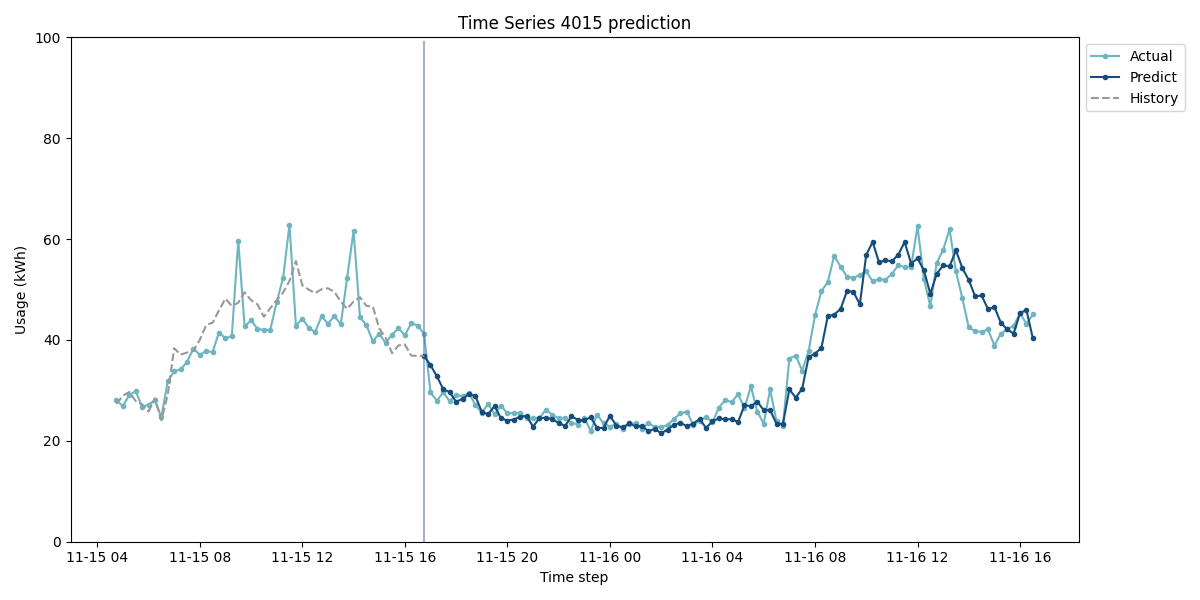 Time Series 4015 prediction
100
80
60
40
20
0
Usage (kWh)
11-15 04
11-15 08
11-15 12
11-15 16
11-15 20
11-16 00
11-16 04
11-16 08
11-16 12
11-16 16
Time step
Actual
Predict
History